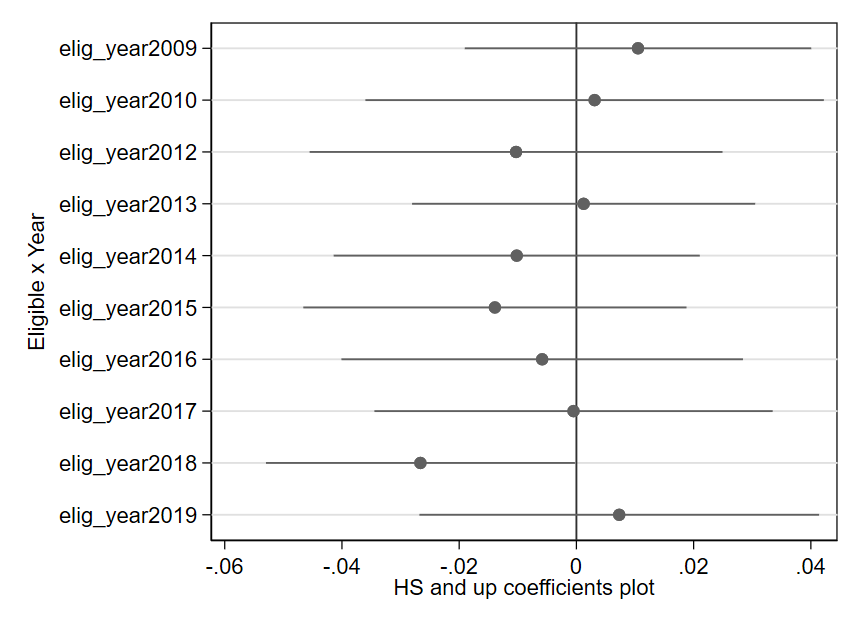 Eligible x Year
elig_year2009
elig_year2010
elig_year2012
elig_year2013
elig_year2014
elig_year2015
elig_year2016
elig_year2017
elig_year2018
elig_year2019
-.06 -.04 -.02 0 .02 .04
HS and up coefficients plot